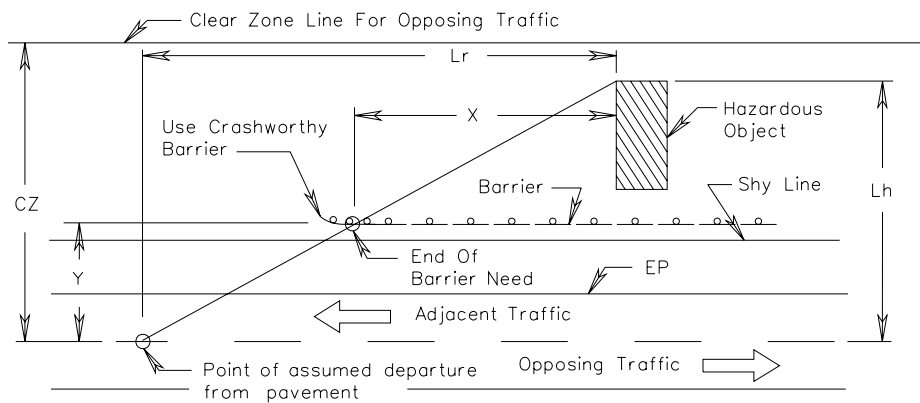 Clear Zone Line For Opposing Traffic
Lr
X
Use Crashworthy
Barrier
Hazardous
Object
CZ
Barrier
Shy Line
Lh
Y
End Of
Barrier Need
EP
Adjacent Traffic
Point of assumed departure
from pavement
Opposing Traffic